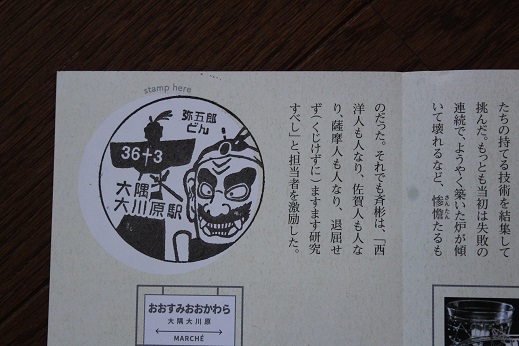 たちの持てる技術を結集して
挑んだ。もっとも当初は失敗の
連続で、ようやく築いた炉が傾
いて壊れるなど、惨憺たるも
さんたん
のだった。それでも斉彬は、「西
洋人も人なり、佐賀人も人な
り、薩摩人も人なり、退屈せ
ず(くじけずに)ますます研究
すべし」と担当者を激励した。
stamp here
弥五郎
どん
36+3
大隅
大川原駅
おおすみおおかわら
大隅大川原
MARCHÉ